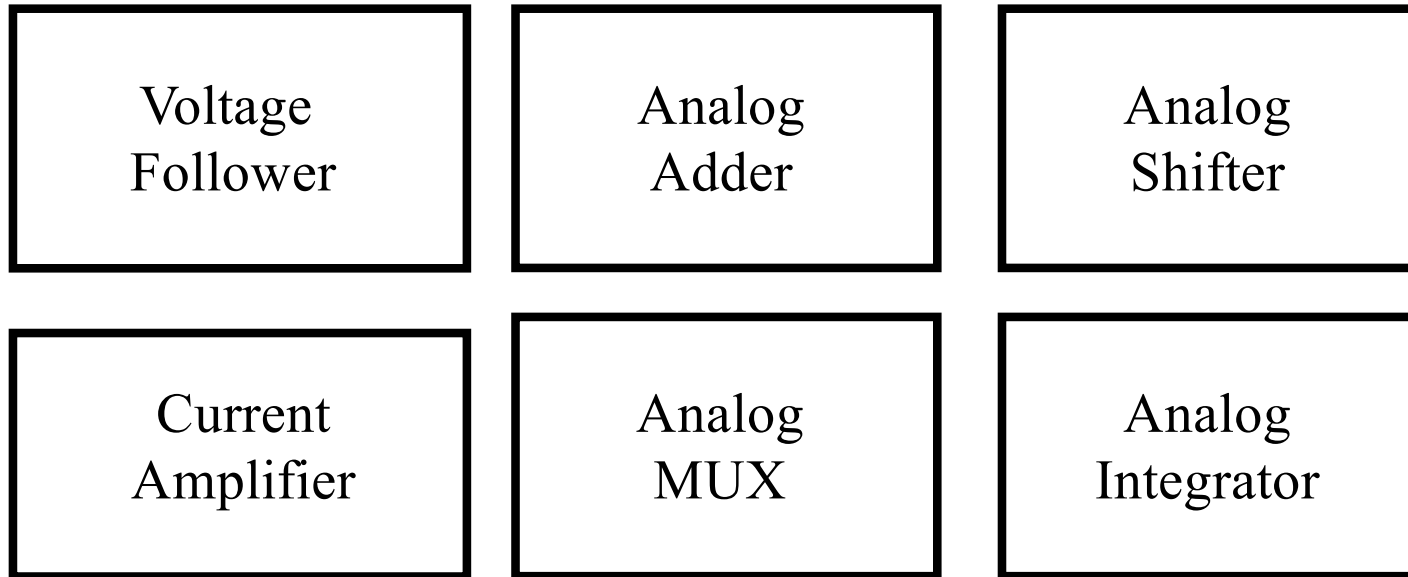 Voltage
Follower
Analog
Adder
Analog
Shifter
Current
Amplifier
Analog
MUX
Analog
Integrator